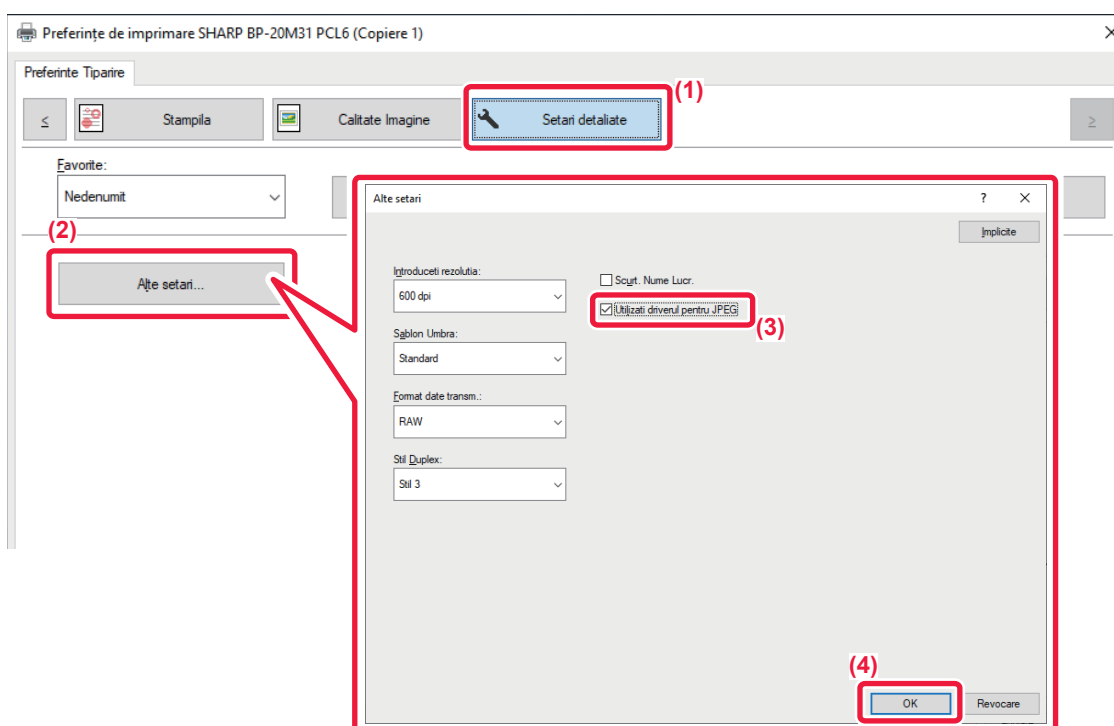 Preferințe de imprimare SHARP BP-20M31 PCL6 (Copiere 1)
Preferinte Tiparire
(1)
< Stampila Calitate Imagine Setari detaliate >
Favorite:
Nedenumit
(2)
Alte setari...
Alte setari ?
Implicite
Introduceti rezolutia:
600 dpi
Scurt. Nume Lucr.
Utilizati driverul pentru JPEG
(3)
Sablon Umbra:
Standard
Format date transm.:
RAW
Stil Duplex:
Stil 3
(4)
OK Revocare